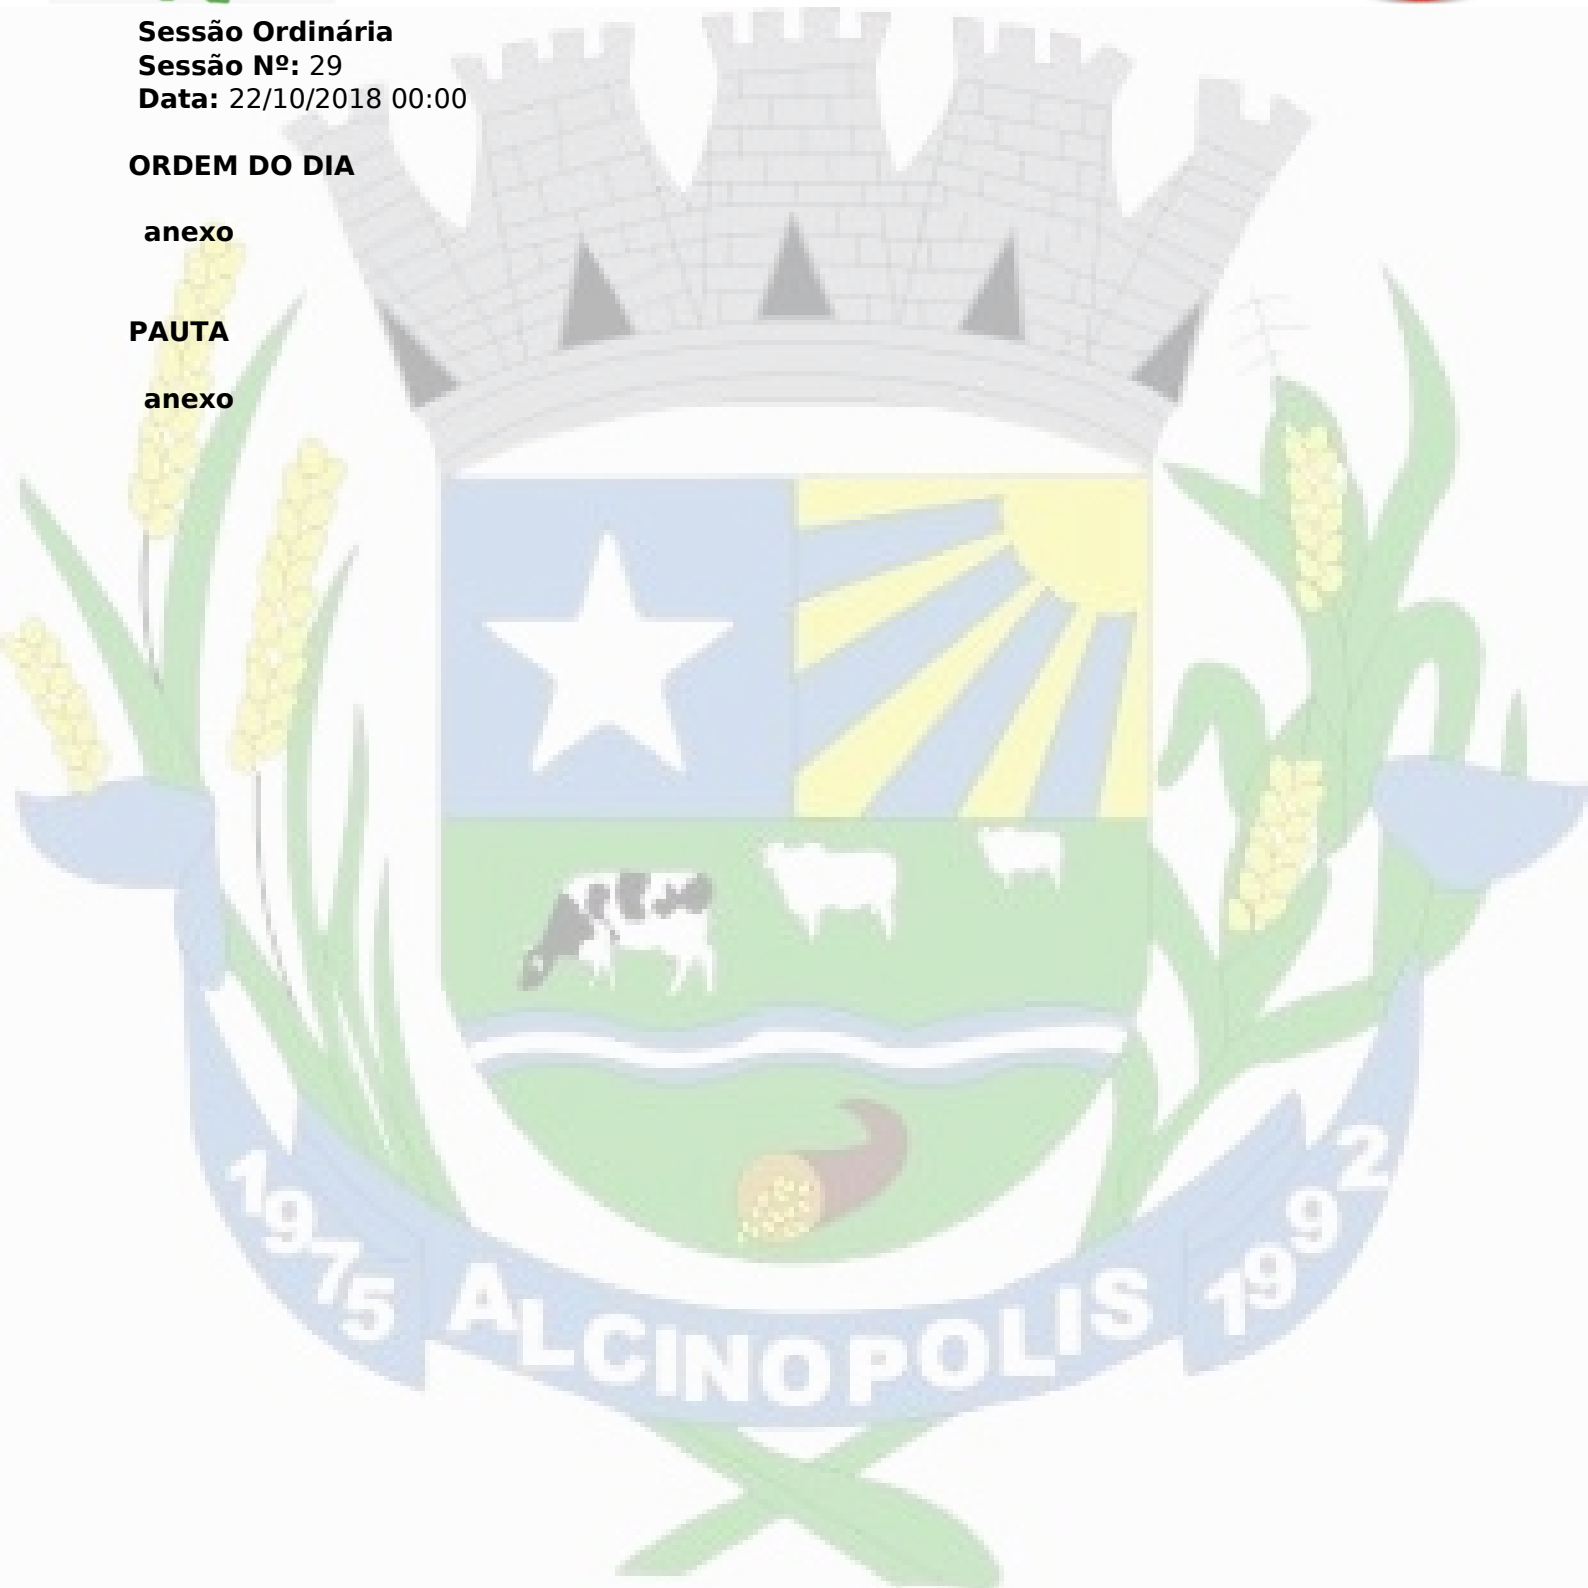 Sessão Ordinária
Sessão Nº: 29
Data: 22/10/2018 00:00
ORDEM DO DIA
anexo
PAUTA
anexo
1975 ALCINOPOLIS 1992